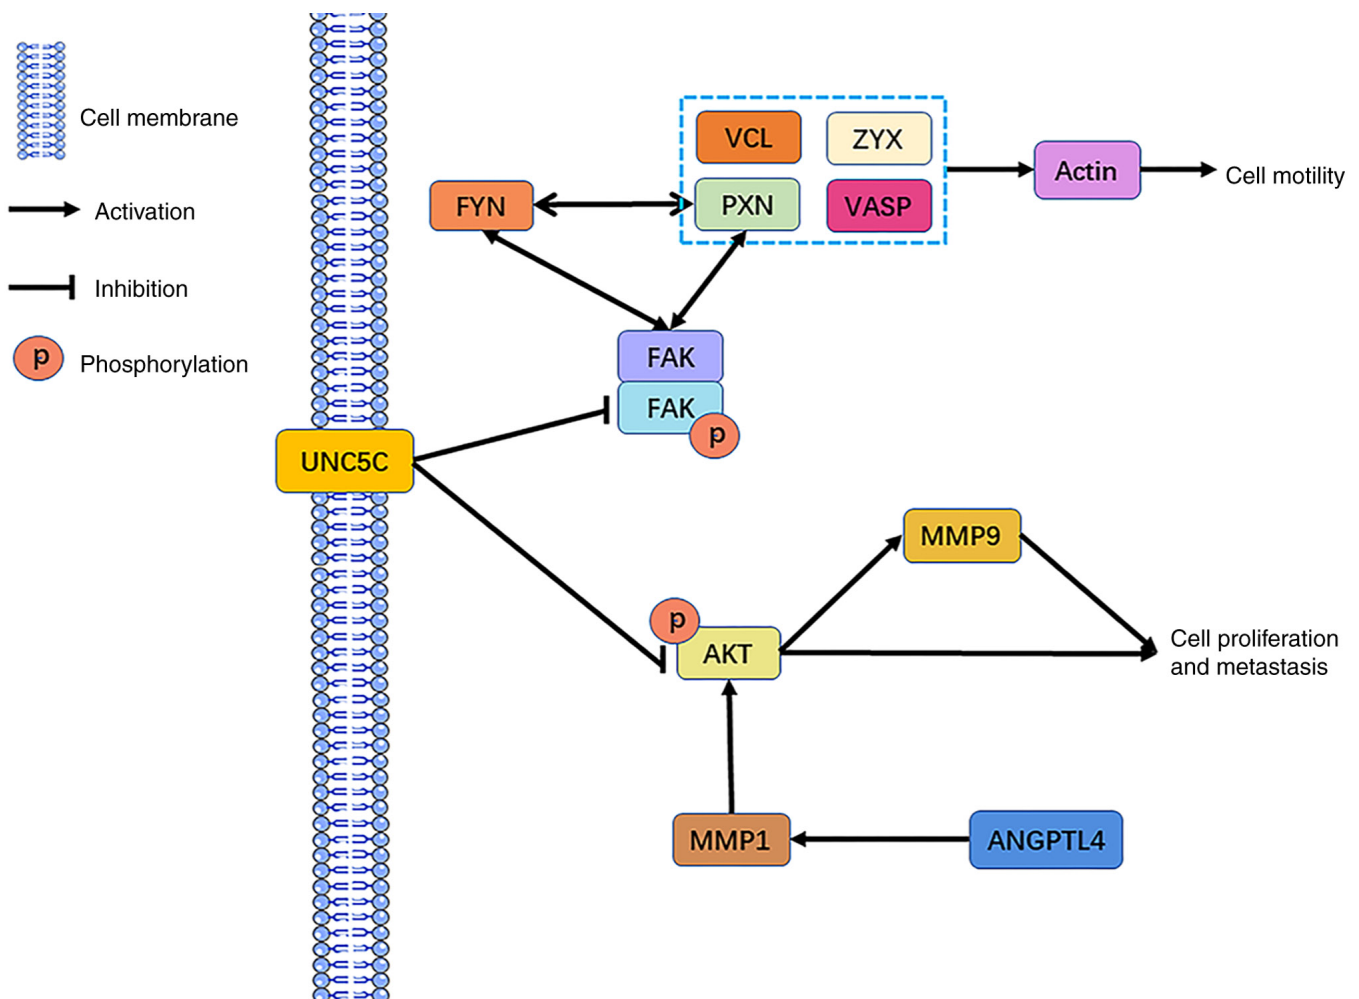 Cell membrane
Activation
Inhibition
p
Phosphorylation
VCL
ZYX
FYN
PXN
VASP
Actin
Cell motility
FAK
FAK
p
UNC5C
MMP9
p
AKT
Cell proliferation
and metastasis
MMP1
ANGPTL4